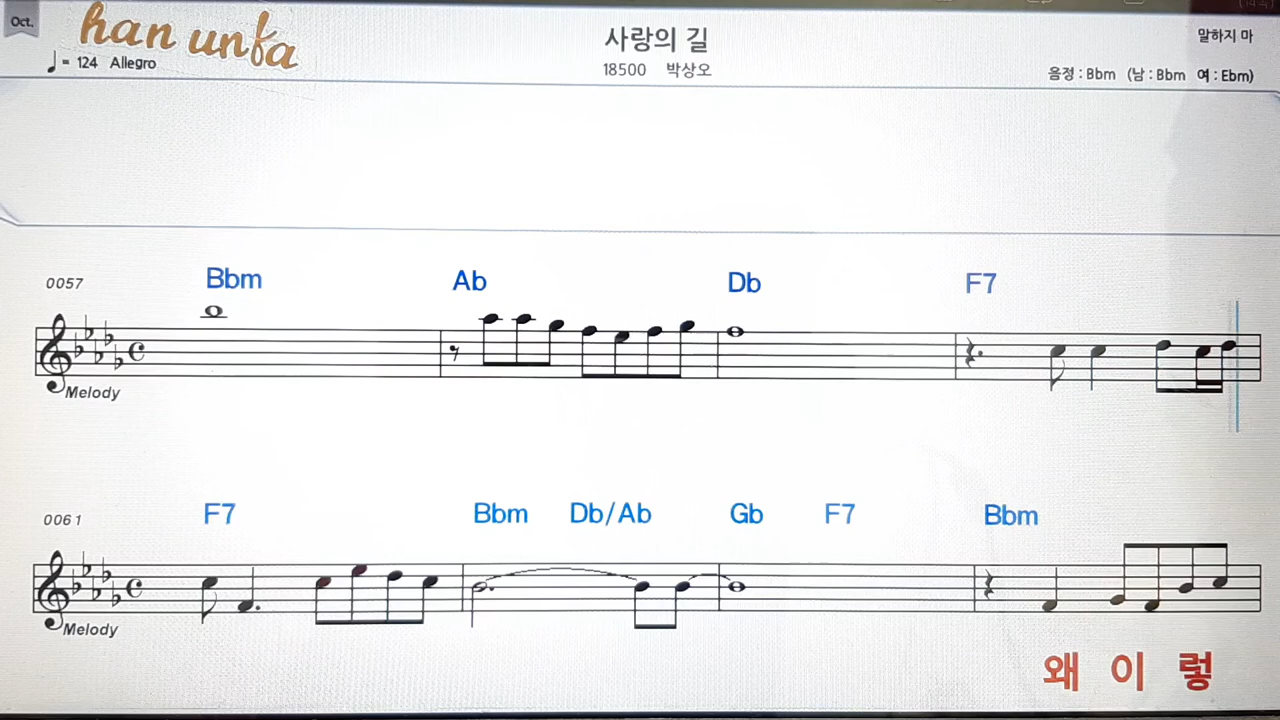 Oct.
han unfa
사랑의 길
말하지 마
♩ = 124 Allegro
18500 박상오
음정 : Bbm (남 : Bbm 여 : Ebm)
0057 Bbm Ab Db F7
Melody
0061 F7 Bbm Db/Ab Gb F7 Bbm
Melody
왜 이 렇